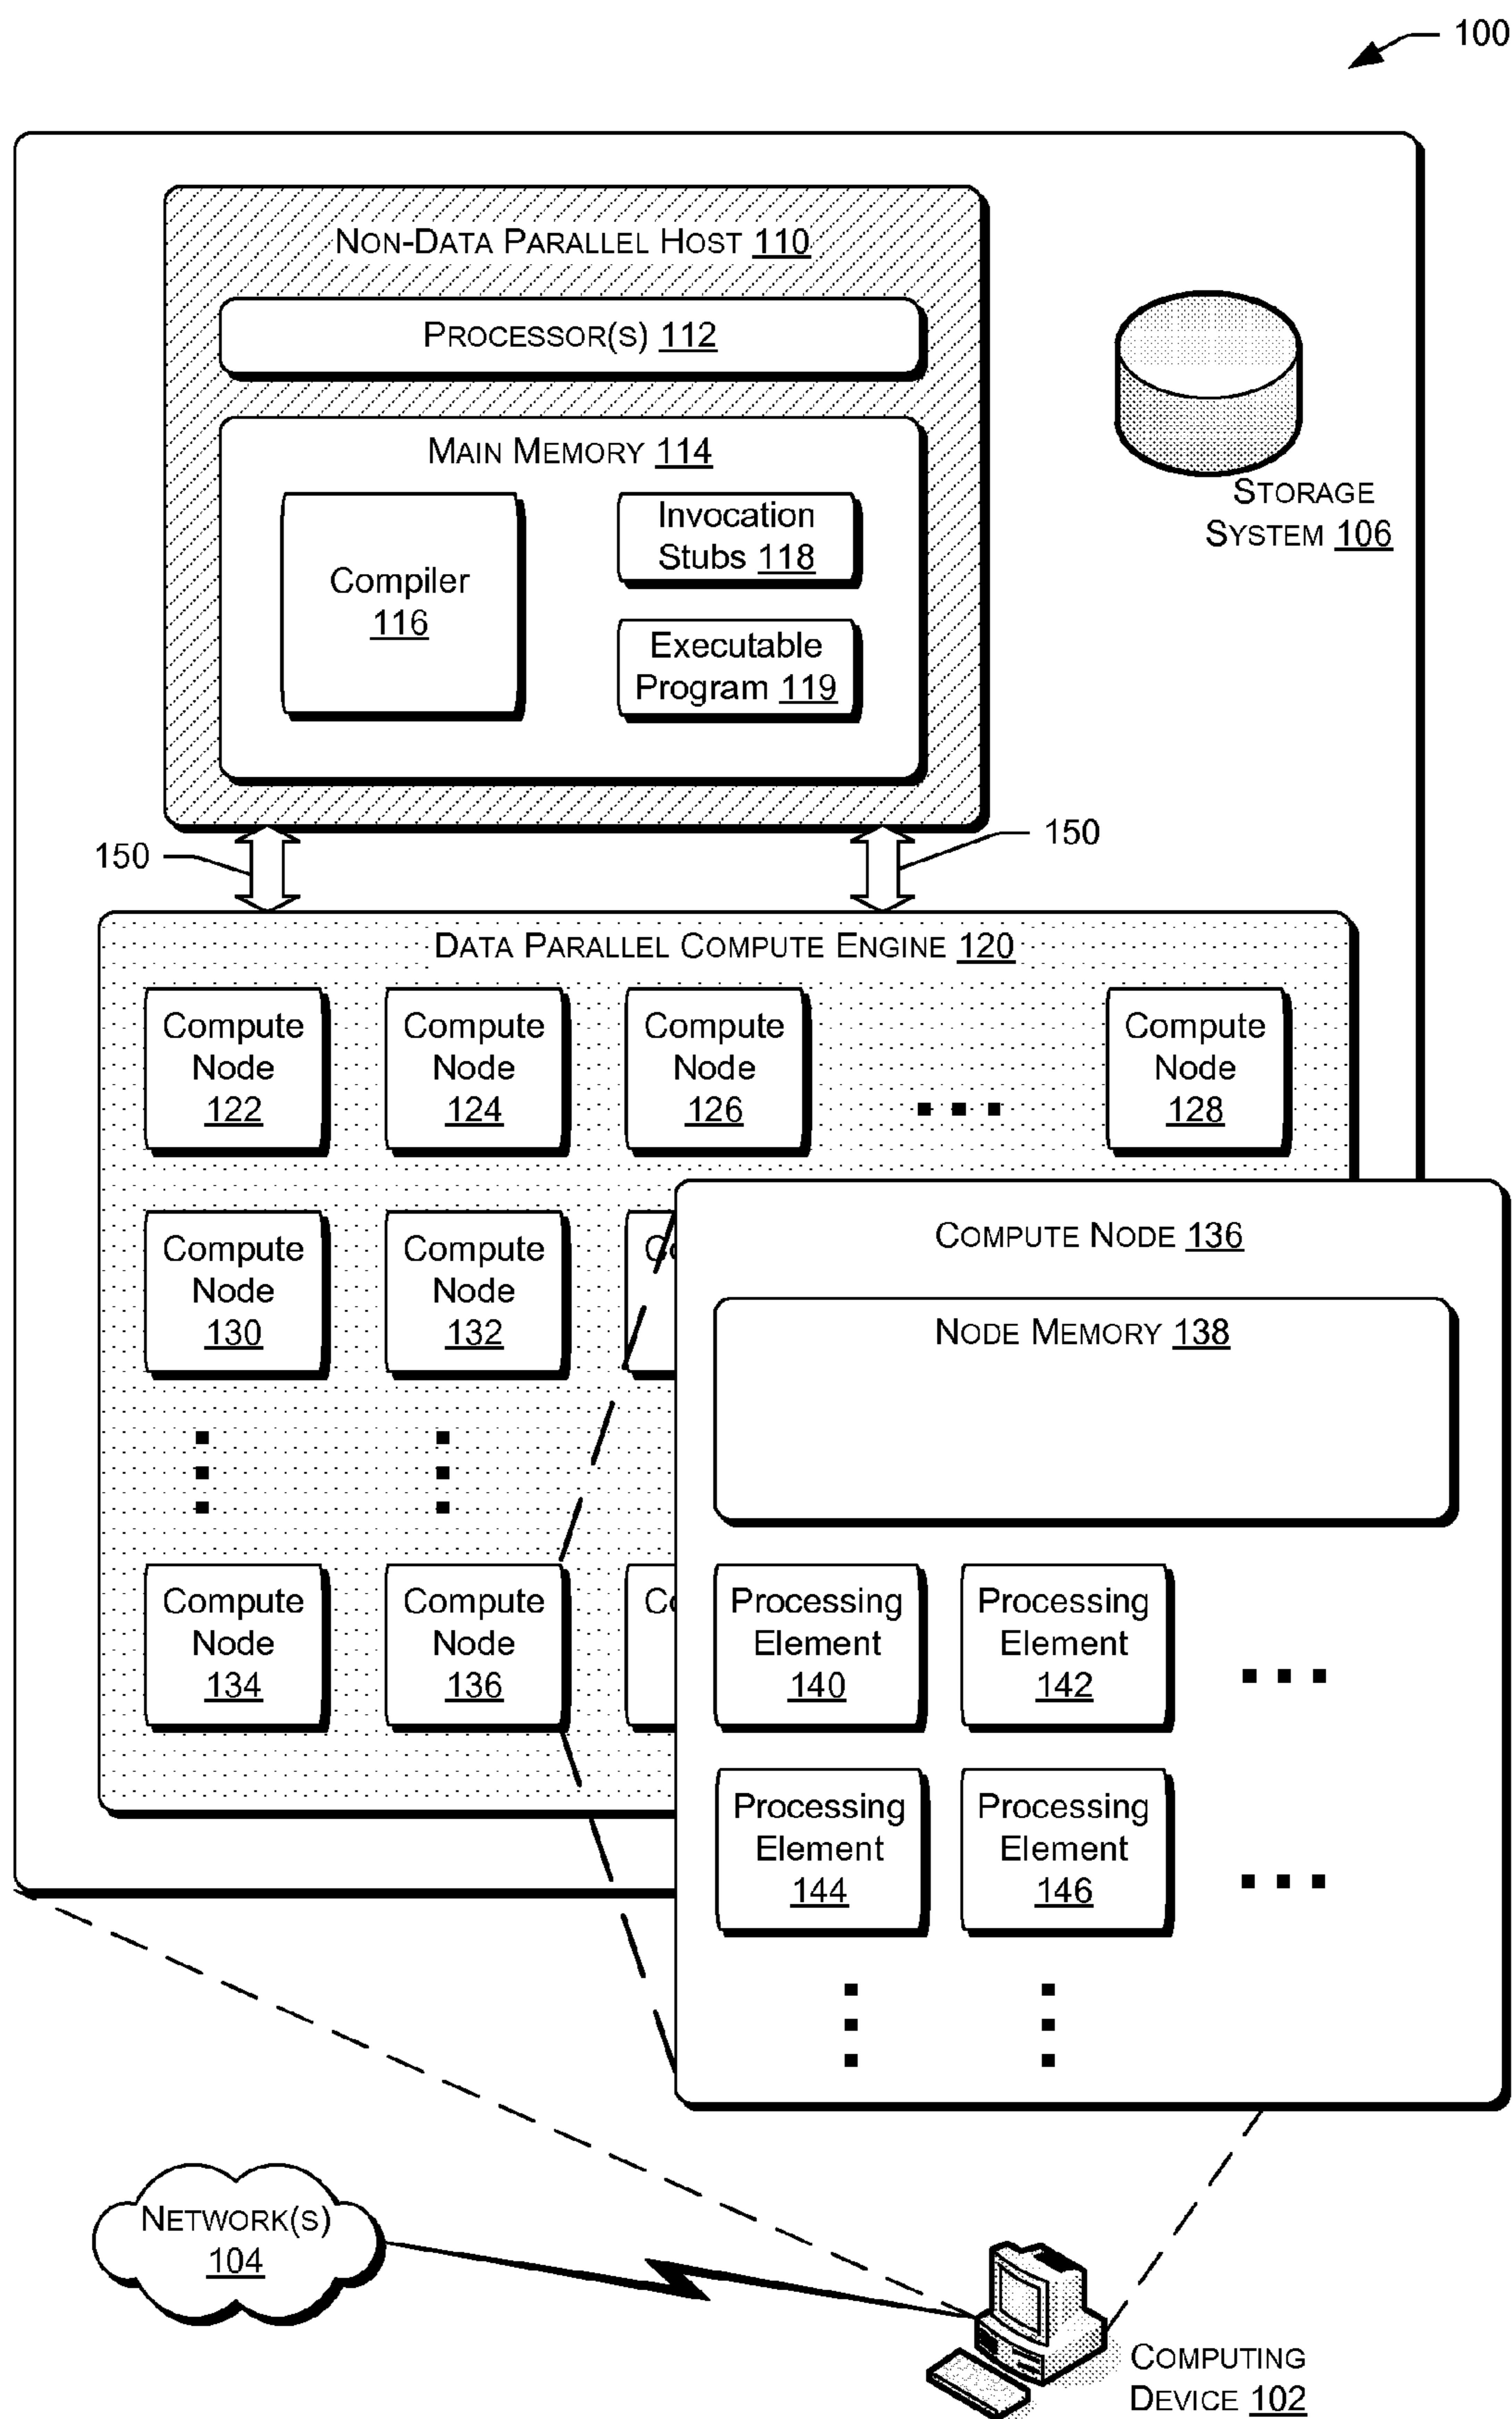 100
NON-DATA PARALLEL HOST 110
PROCESSOR(S) 112
MAIN MEMORY 114
Compiler
116
Invocation
Stubs 118
Executable
Program 119
STORAGE
SYSTEM 106
150
150
DATA PARALLEL COMPUTE ENGINE 120
Compute
Node
122
Compute
Node
124
Compute
Node
126
Compute
Node
128
Compute
Node
130
Compute
Node
132
Compute
Node
134
Compute
Node
136
COMPUTE NODE 136
NODE MEMORY 138
Processing
Element
140
Processing
Element
142
Processing
Element
144
Processing
Element
146
NETWORK(S)
104
COMPUTING
DEVICE 102